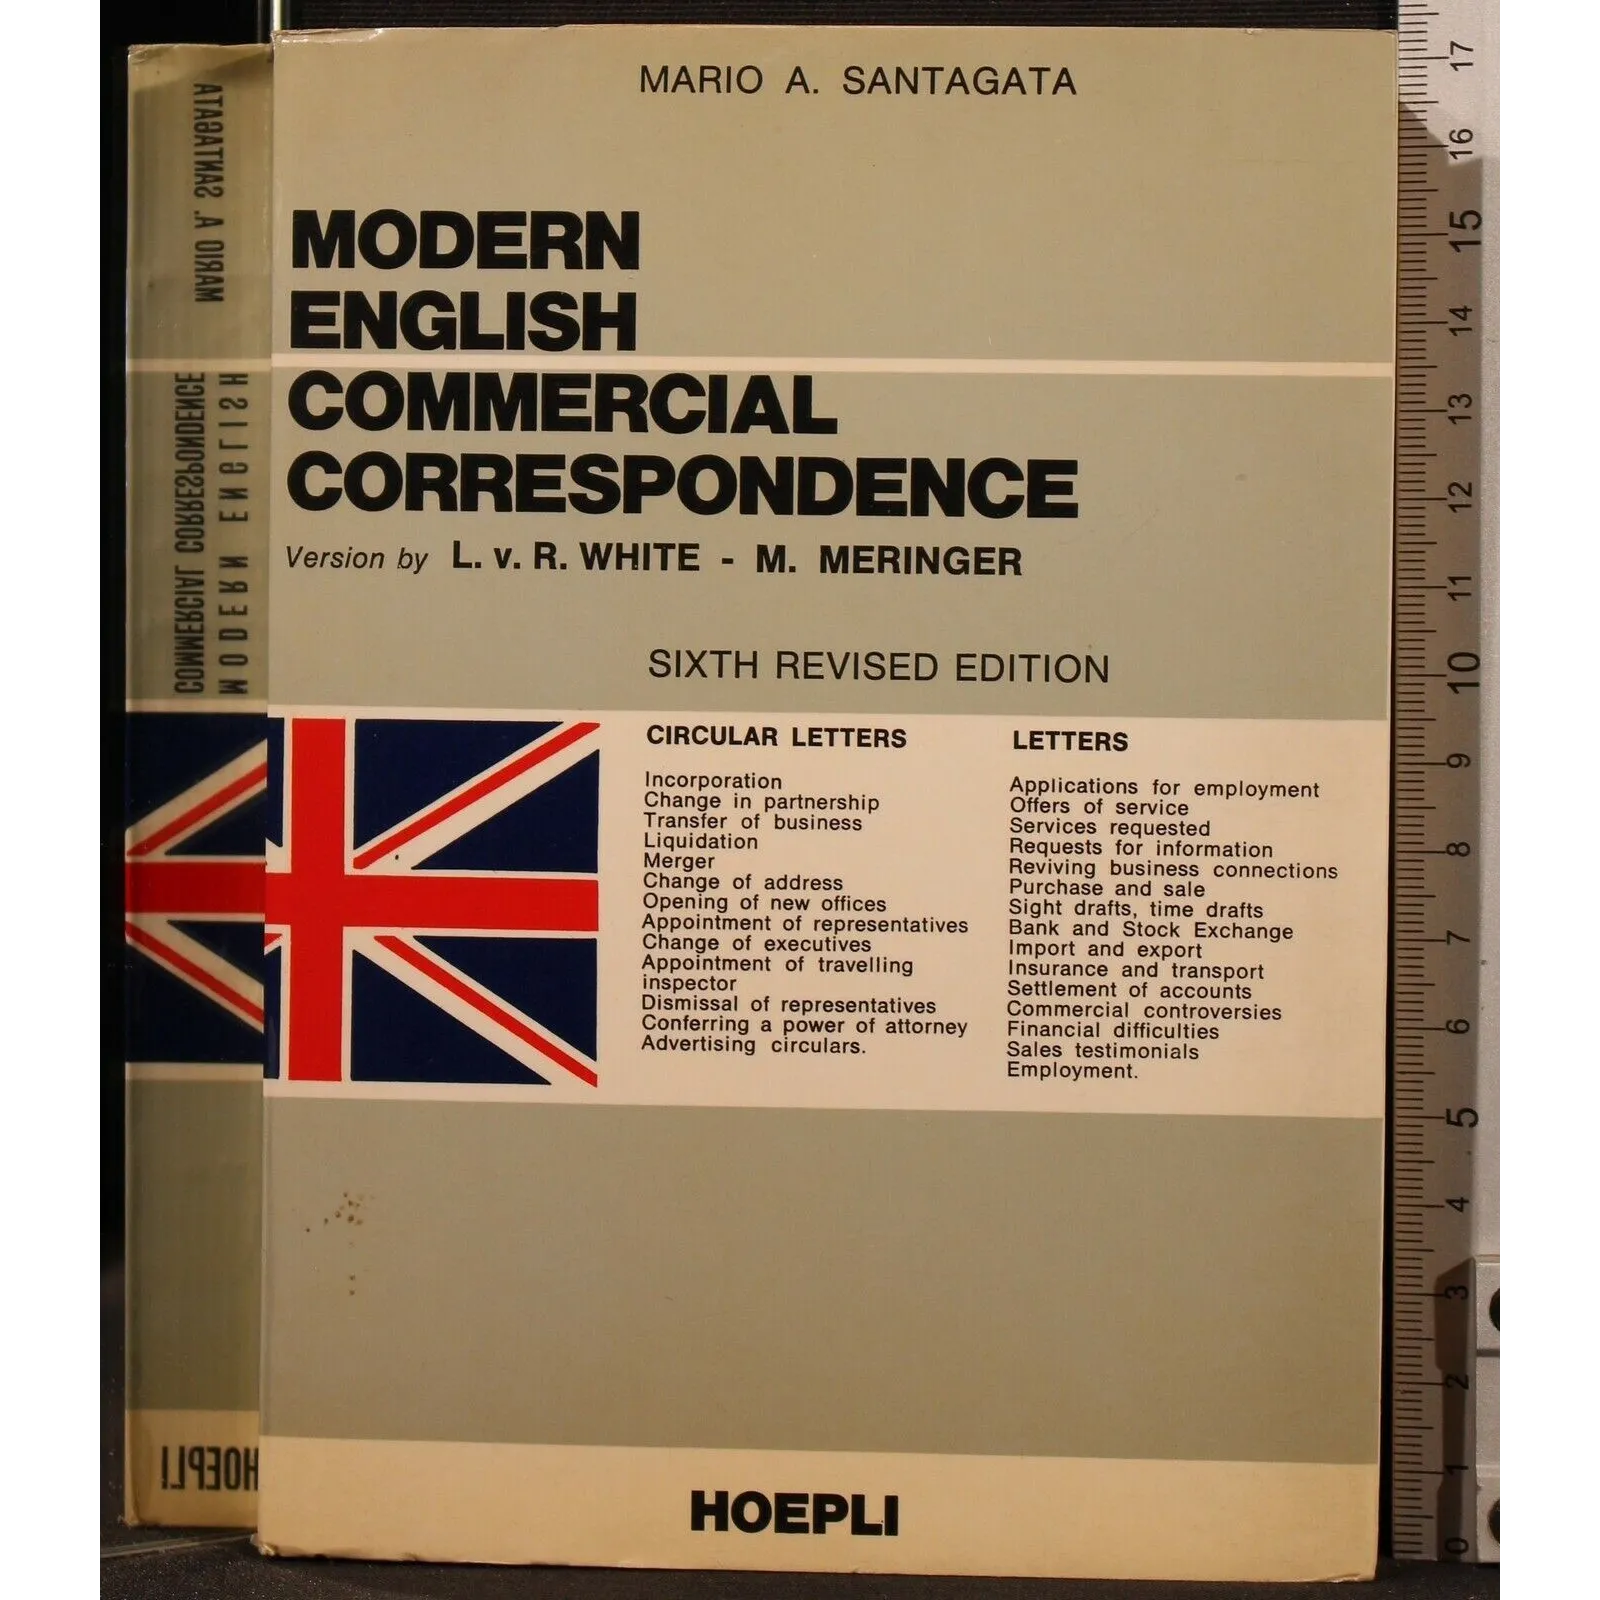 MARIO A. SANTAGATA
MODERN
ENGLISH
COMMERCIAL
CORRESPONDENCE
Version by L. v. R. WHITE - M. MERINGER
SIXTH REVISED EDITION
CIRCULAR LETTERS
Incorporation
Change in partnership
Transfer of business
Liquidation
Merger
Change of address
Opening of new offices
Appointment of representatives
Change of executives
Appointment of travelling
inspector
Dismissal of representatives
Conferring a power of attorney
Advertising circulars.
LETTERS
Applications for employment
Offers of service
Services requested
Requests for information
Reviving business connections
Purchase and sale
Sight drafts, time drafts
Bank and Stock Exchange
Import and export
Insurance and transport
Settlement of accounts
Commercial controversies
Financial difficulties
Sales testimonials
Employment.
HOEPLI
MARIO A. SANTAGATA
MODERN ENGLISH
COMMERCIAL CORRESPONDENCE
HOEPLI
17
16
15
14
13
12
11
10
9
8
7
6
5
4
3
2
1
0